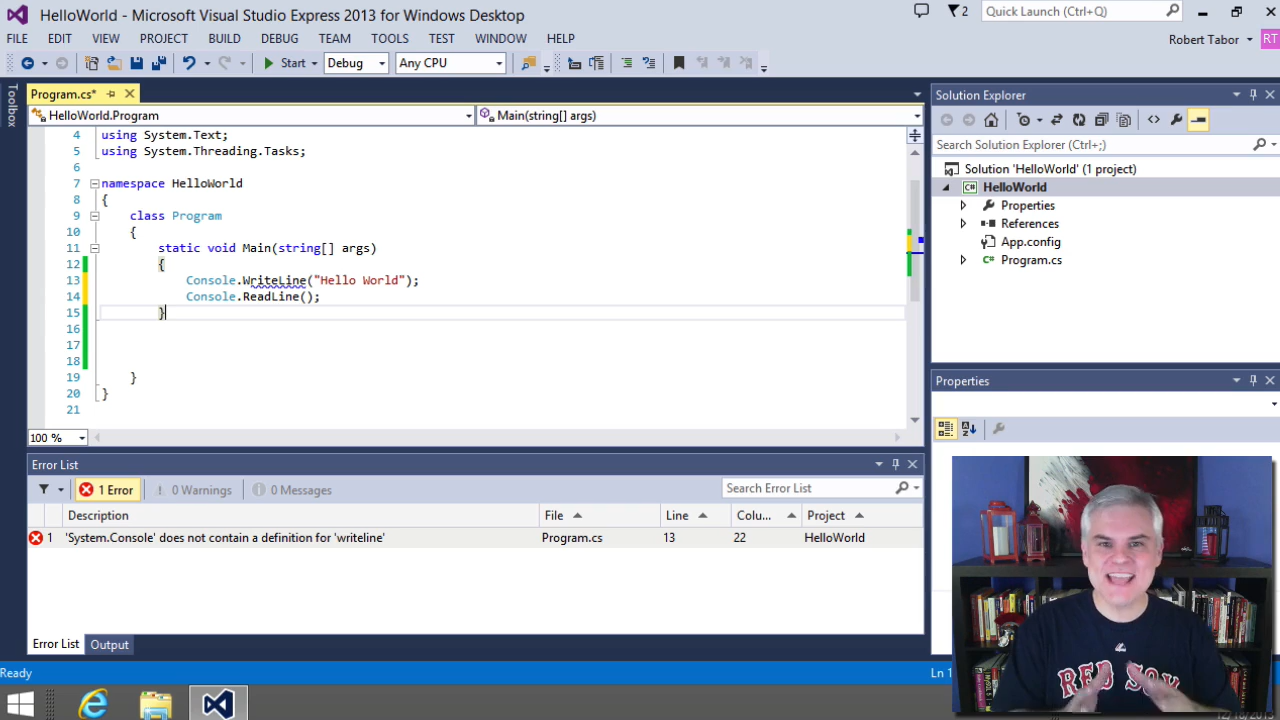 HelloWorld - Microsoft Visual Studio Express 2013 for Windows Desktop
2
Quick Launch (Ctrl+Q)
FILE EDIT VIEW PROJECT BUILD DEBUG TEAM TOOLS TEST WINDOW HELP
Robert Tabor RT
Start Debug Any CPU
Toolbox
Program.cs*
HelloWorld.Program
Main(string[] args)
4 using System.Text;
5 using System.Threading.Tasks;
6
7 namespace HelloWorld
8 {
9 class Program
10 {
11 static void Main(string[] args)
12 {
13 Console.WriteLine("Hello World");
14 Console.ReadLine();
15 }
16
17
18
19 }
20 }
21
100 %
Solution Explorer
Search Solution Explorer (Ctrl+;)
Solution 'HelloWorld' (1 project)
C# HelloWorld
Properties
References
App.config
C# Program.cs
Properties
Error List
1 Error 0 Warnings 0 Messages
Search Error List
Description File Line Colu... Project
1 'System.Console' does not contain a definition for 'writeline' Program.cs 13 22 HelloWorld
Error List Output
Ready
Ln 1
RED SOX